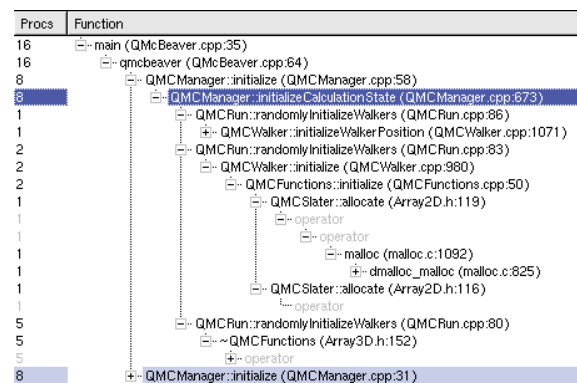 Procs Function
16 main (QMcBeaver.cpp:35)
16 qmcbeaver (QMcBeaver.cpp:64)
8 QMCManager::initialize (QMCManager.cpp:58)
8 QMCManager::initializeCalculationState (QMCManager.cpp:673)
1 QMCRun::randomlyInitializeWalkers (QMCRun.cpp:86)
1 QMCWalker::initializeWalkerPosition (QMCWalker.cpp:1071)
2 QMCRun::randomlyInitializeWalkers (QMCRun.cpp:83)
2 QMCWalker::initialize (QMCWalker.cpp:980)
2 QMCFunctions::initialize (QMCFunctions.cpp:50)
1 QMCSlater::allocate (Array2D.h:119)
1 operator
1 operator
1 malloc (malloc.c:1092)
1 dmalloc_malloc (malloc.c:825)
1 QMCSlater::allocate (Array2D.h:116)
1 operator
5 QMCRun::randomlyInitializeWalkers (QMCRun.cpp:80)
5 ~QMCFunctions (Array3D.h:152)
5 operator
8 QMCManager::initialize (QMCManager.cpp:31)